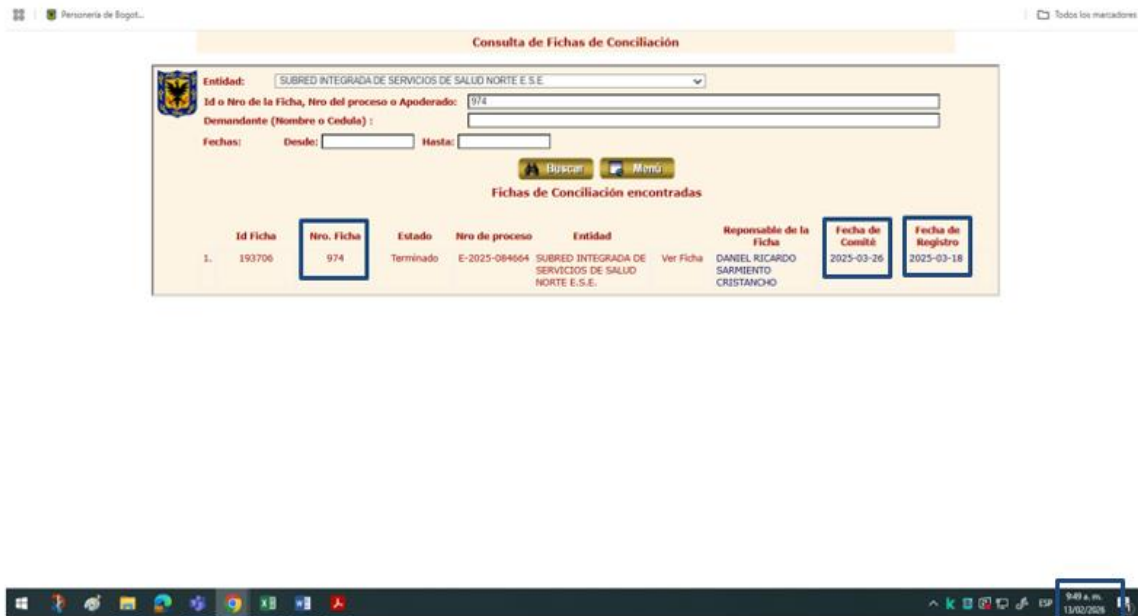 Personería de Bogot...
Todos los marcadores
Consulta de Fichas de Conciliación
Entidad: SUBRED INTEGRADA DE SERVICIOS DE SALUD NORTE E.S.E.
Id o Nro de la Ficha, Nro del proceso o Apoderado: 974
Demandante (Nombre o Cedula) :
Fechas: Desde: Hasta:
Buscar Menú
Fichas de Conciliación encontradas
Id Ficha Nro. Ficha Estado Nro de proceso Entidad Reponsable de la Ficha Fecha de Comité Fecha de Registro
1. 193706 974 Terminado E-2025-084664 SUBRED INTEGRADA DE SERVICIOS DE SALUD NORTE E.S.E. Ver Ficha DANIEL RICARDO SARMIENTO CRISTANCHO 2025-03-26 2025-03-18
ESP
9:49 a. m.
13/02/2026